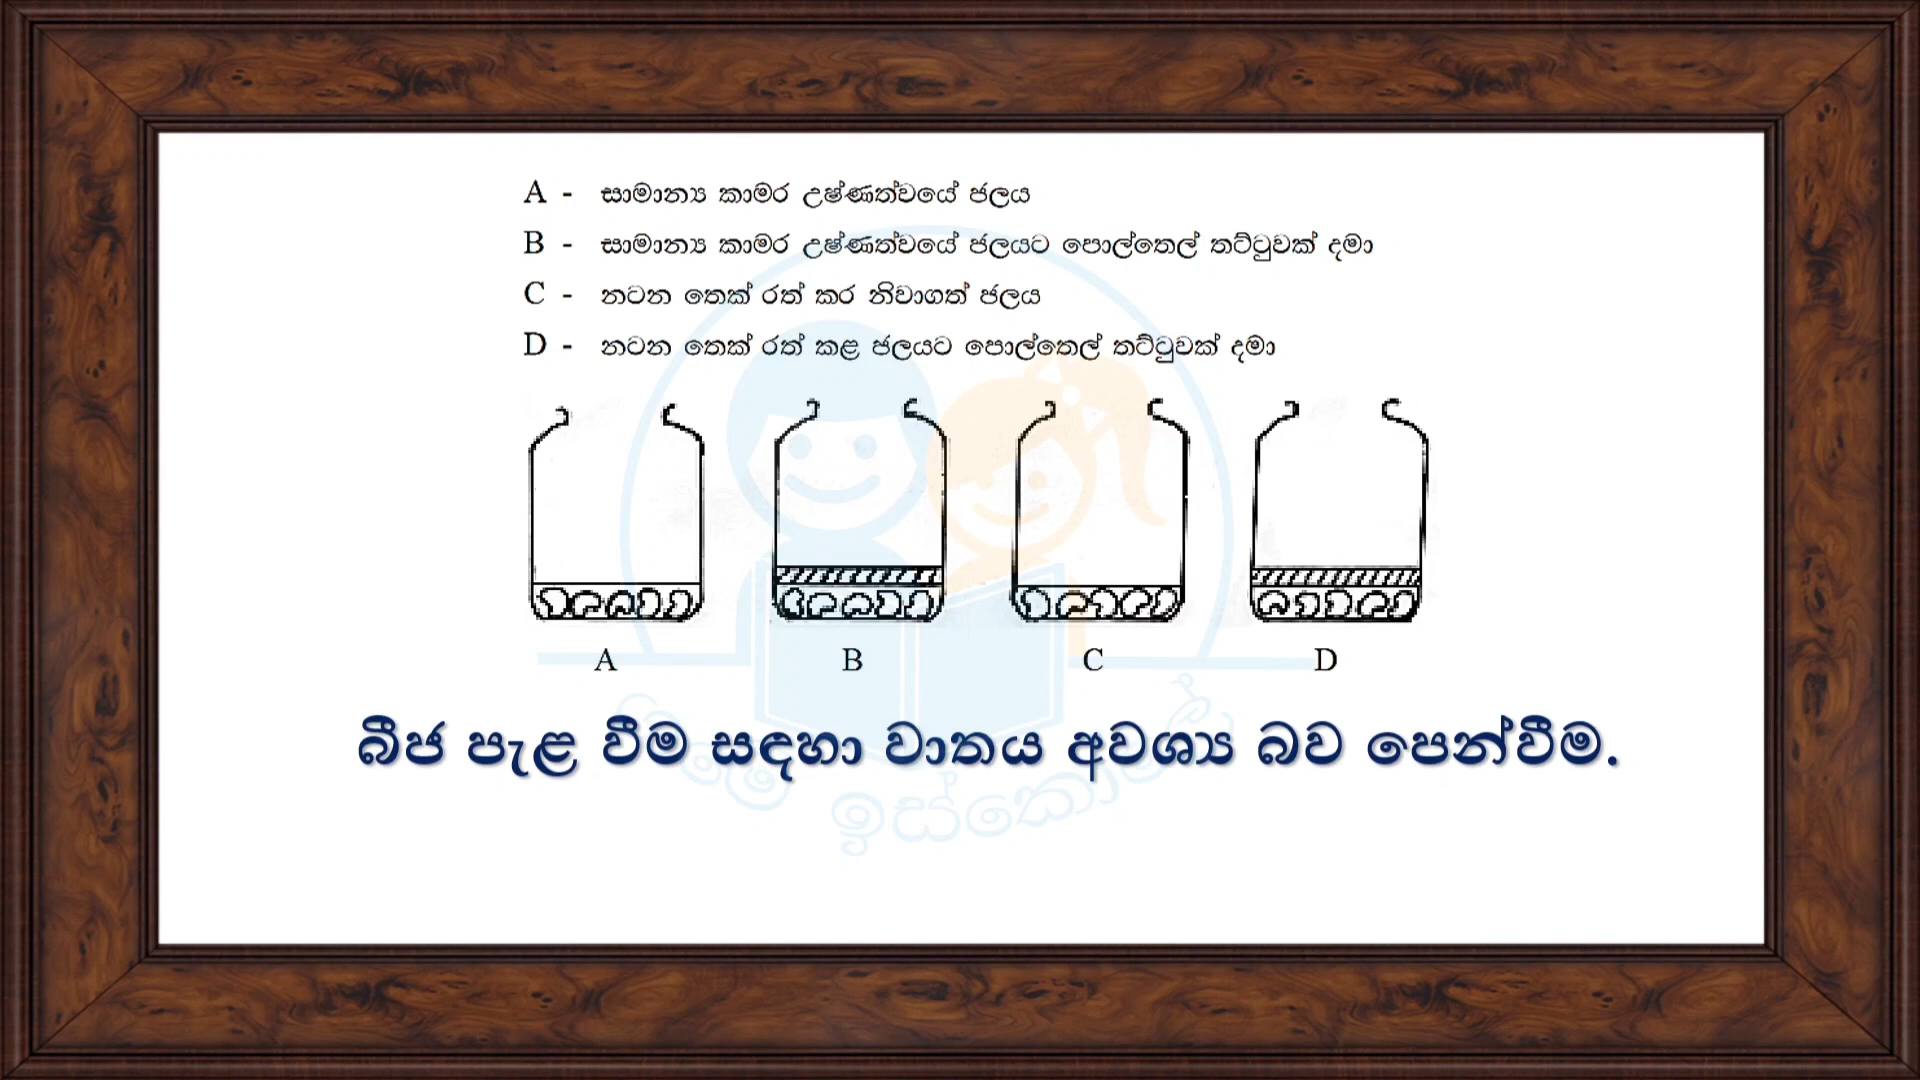 A - සාමාන්‍ය කාමර උෂ්ණත්වයේ ජලය
B - සාමාන්‍ය කාමර උෂ්ණත්වයේ ජලයට පොල්තෙල් තට්ටුවක් දමා
C - නටන තෙක් රත් කර නිවාගත් ජලය
D - නටන තෙක් රත් කළ ජලයට පොල්තෙල් තට්ටුවක් දමා
A B C D
බීජ පැළ වීම සඳහා වාතය අවශ්‍ය බව පෙන්වීම.
ඉස්කෝලේ